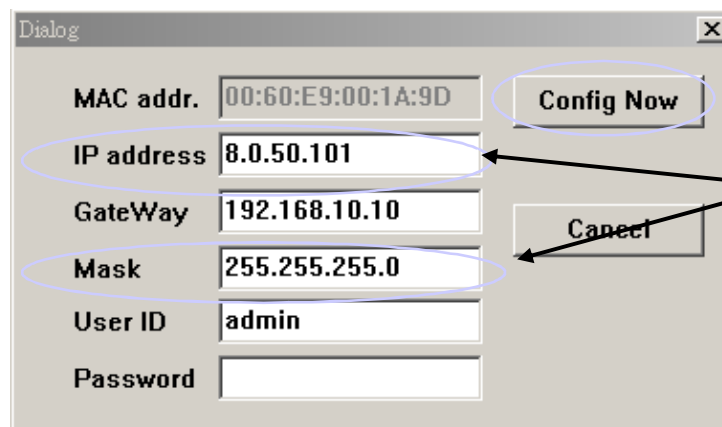 Dialog
MAC addr. 00:60:E9:00:1A:9D Config Now
IP address 8.0.50.101
GateWay 192.168.10.10 Cancel
Mask 255.255.255.0
User ID admin
Password